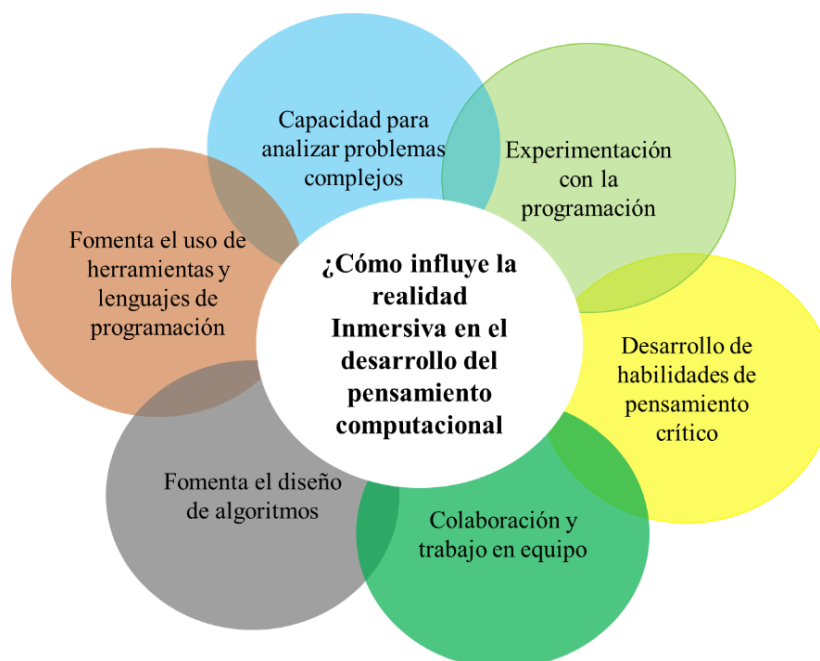 Capacidad para
analizar problemas
complejos
Experimentación
con la
programación
Fomenta el uso de
herramientas y
lenguajes de
programación
¿Cómo influye la
realidad
Inmersiva en el
desarrollo del
pensamiento
computacional
Desarrollo de
habilidades de
pensamiento
crítico
Fomenta el diseño
de algoritmos
Colaboración y
trabajo en equipo